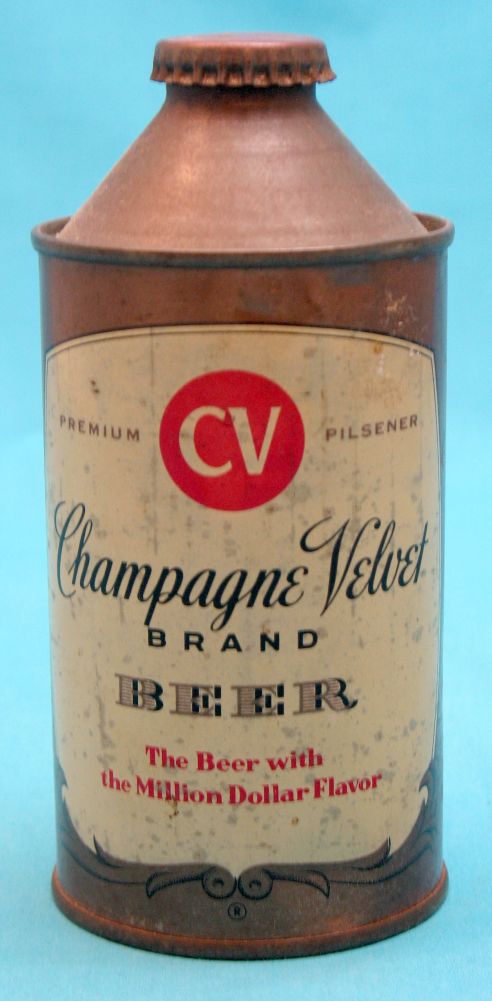 PREMIUM CV PILSENER
Champagne Velvet
BRAND
BEER
The Beer with
the Million Dollar Flavor
®